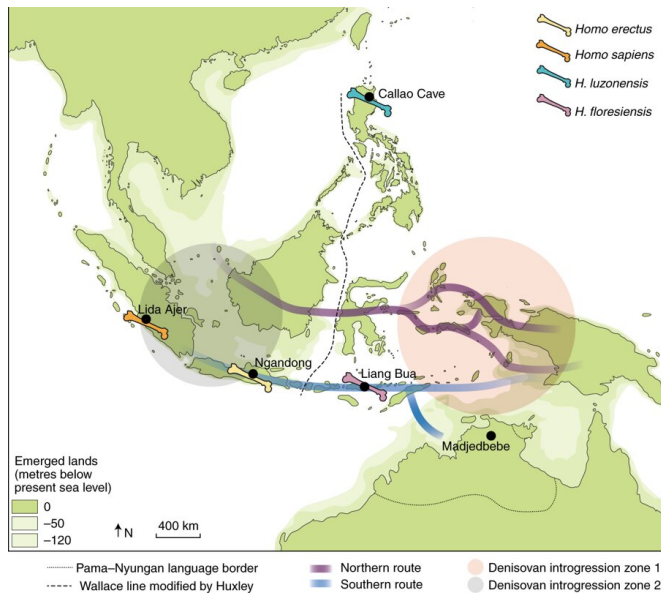 Homo erectus
Homo sapiens
H. luzonensis
H. floresiensis
Callao Cave
Lida Ajer
Ngandong
Liang Bua
Madjedbebe
Emerged lands
(metres below
present sea level)
0
–50
–120
N
400 km
Pama–Nyungan language border
Wallace line modified by Huxley
Northern route
Southern route
Denisovan introgression zone 1
Denisovan introgression zone 2